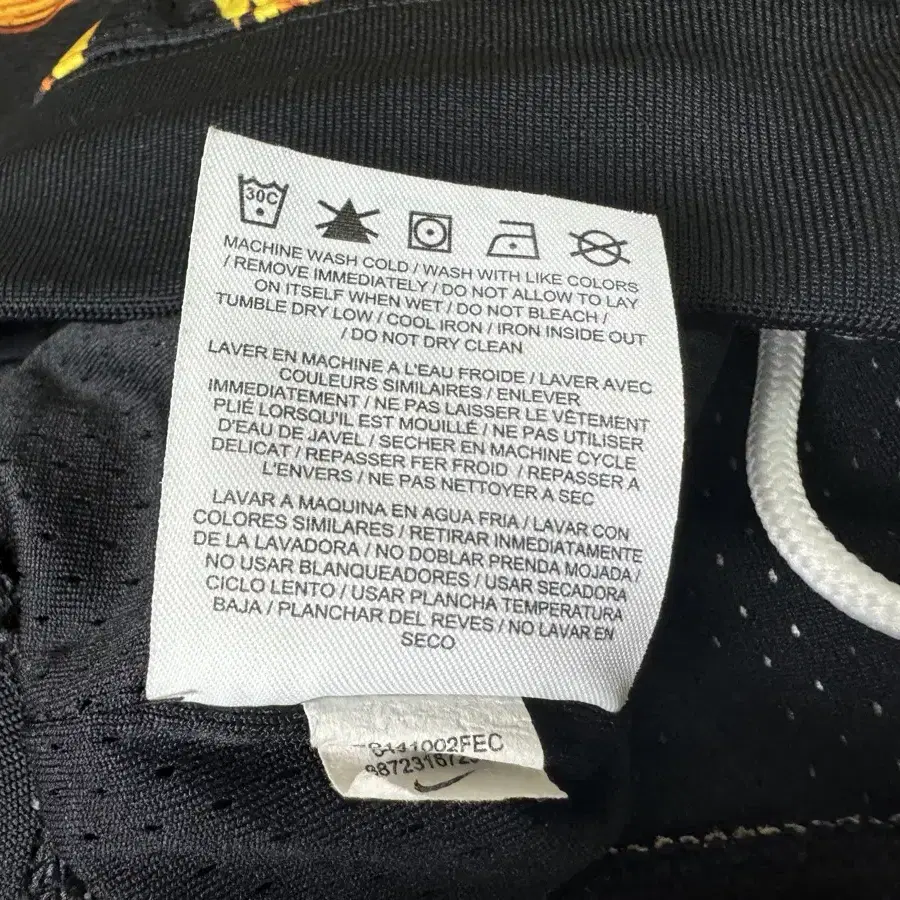 30C
MACHINE WASH COLD / WASH WITH LIKE COLORS
/ REMOVE IMMEDIATELY / DO NOT ALLOW TO LAY
ON ITSELF WHEN WET / DO NOT BLEACH /
TUMBLE DRY LOW / COOL IRON / IRON INSIDE OUT
/ DO NOT DRY CLEAN
LAVER EN MACHINE A L'EAU FROIDE / LAVER AVEC
COULEURS SIMILAIRES / ENLEVER
IMMEDIATEMENT / NE PAS LAISSER LE VÊTEMENT
PLIÉ LORSQU'IL EST MOUILLÉ / NE PAS UTILISER
D'EAU DE JAVEL / SECHER EN MACHINE CYCLE
DELICAT / REPASSER FER FROID / REPASSER A
L'ENVERS / NE PAS NETTOYER A SEC
LAVAR A MAQUINA EN AGUA FRIA / LAVAR CON
COLORES SIMILARES / RETIRAR INMEDIATAMENTE
DE LA LAVADORA / NO DOBLAR PRENDA MOJADA /
NO USAR BLANQUEADORES / USAR SECADORA
CICLO LENTO / USAR PLANCHA TEMPERATURA
BAJA / PLANCHAR DEL REVES / NO LAVAR EN
SECO